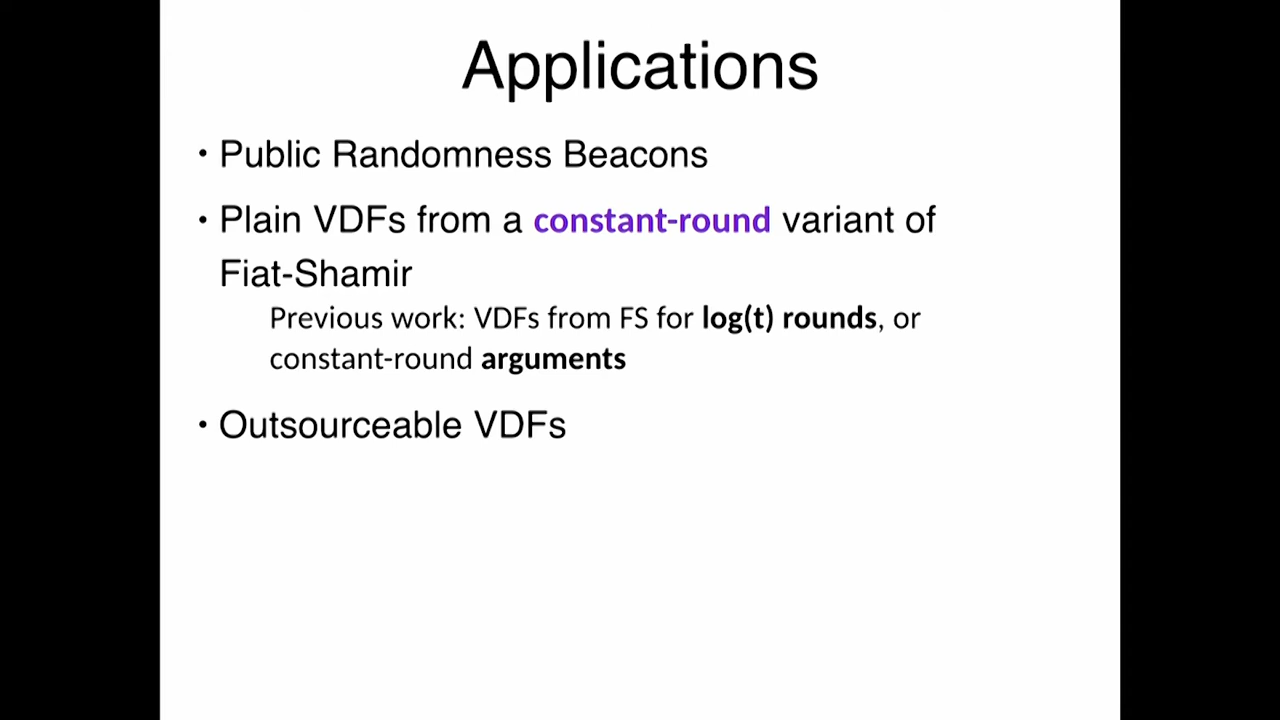 Applications
• Public Randomness Beacons
• Plain VDFs from a constant-round variant of
Fiat-Shamir
Previous work: VDFs from FS for log(t) rounds, or
constant-round arguments
• Outsourceable VDFs